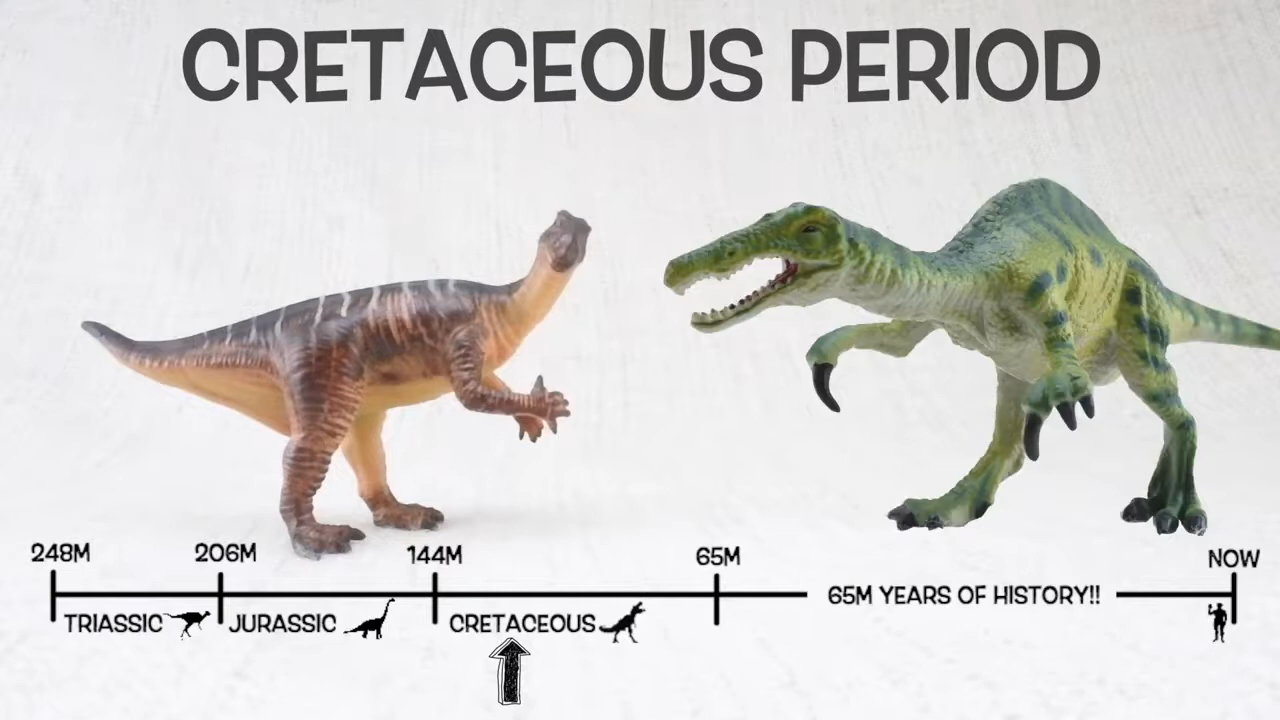 CRETACEOUS PERIOD
248M 206M 144M 65M NOW
65M YEARS OF HISTORY!!
TRIASSIC JURASSIC CRETACEOUS